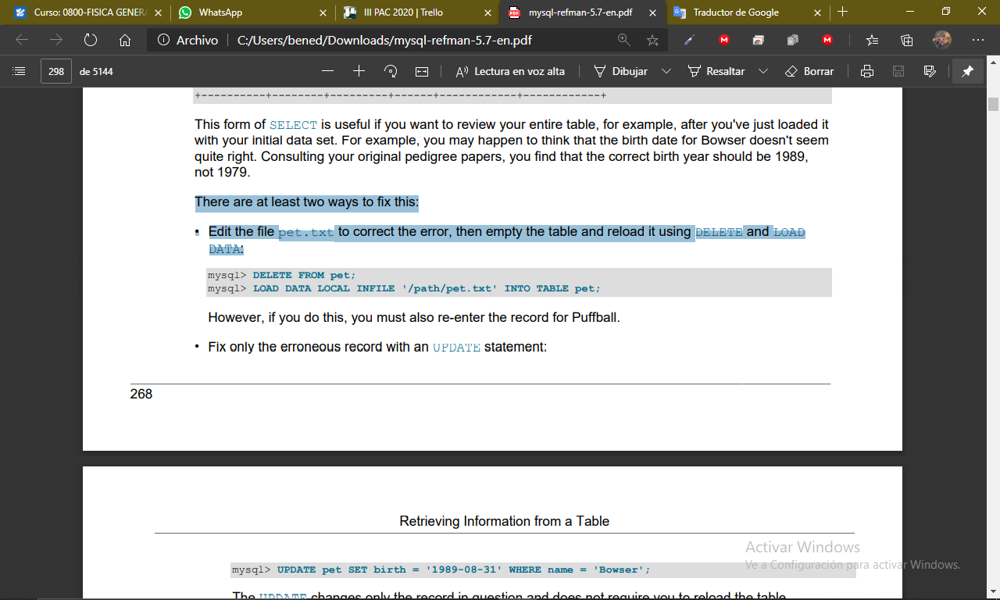 Curso: 0800-FISICA GENER
WhatsApp
III PAC 2020 | Trello
mysql-refman-5.7-en.pdf
Traductor de Google
Archivo
C:/Users/bened/Downloads/mysql-refman-5.7-en.pdf
298 de 5144
Lectura en voz alta
Dibujar
Resaltar
Borrar
+----------+--------+---------+------+------------+------------+
This form of SELECT is useful if you want to review your entire table, for example, after you've just loaded it
with your initial data set. For example, you may happen to think that the birth date for Bowser doesn't seem
quite right. Consulting your original pedigree papers, you find that the correct birth year should be 1989,
not 1979.
There are at least two ways to fix this:
• Edit the file pet.txt to correct the error, then empty the table and reload it using DELETE and LOAD
DATA:
mysql> DELETE FROM pet;
mysql> LOAD DATA LOCAL INFILE '/path/pet.txt' INTO TABLE pet;
However, if you do this, you must also re-enter the record for Puffball.
• Fix only the erroneous record with an UPDATE statement:
268
Retrieving Information from a Table
Activar Windows
Ve a Configuración para activar Windows.
mysql> UPDATE pet SET birth = '1989-08-31' WHERE name = 'Bowser';
The UPDATE changes only the record in question and does not require you to reload the table.